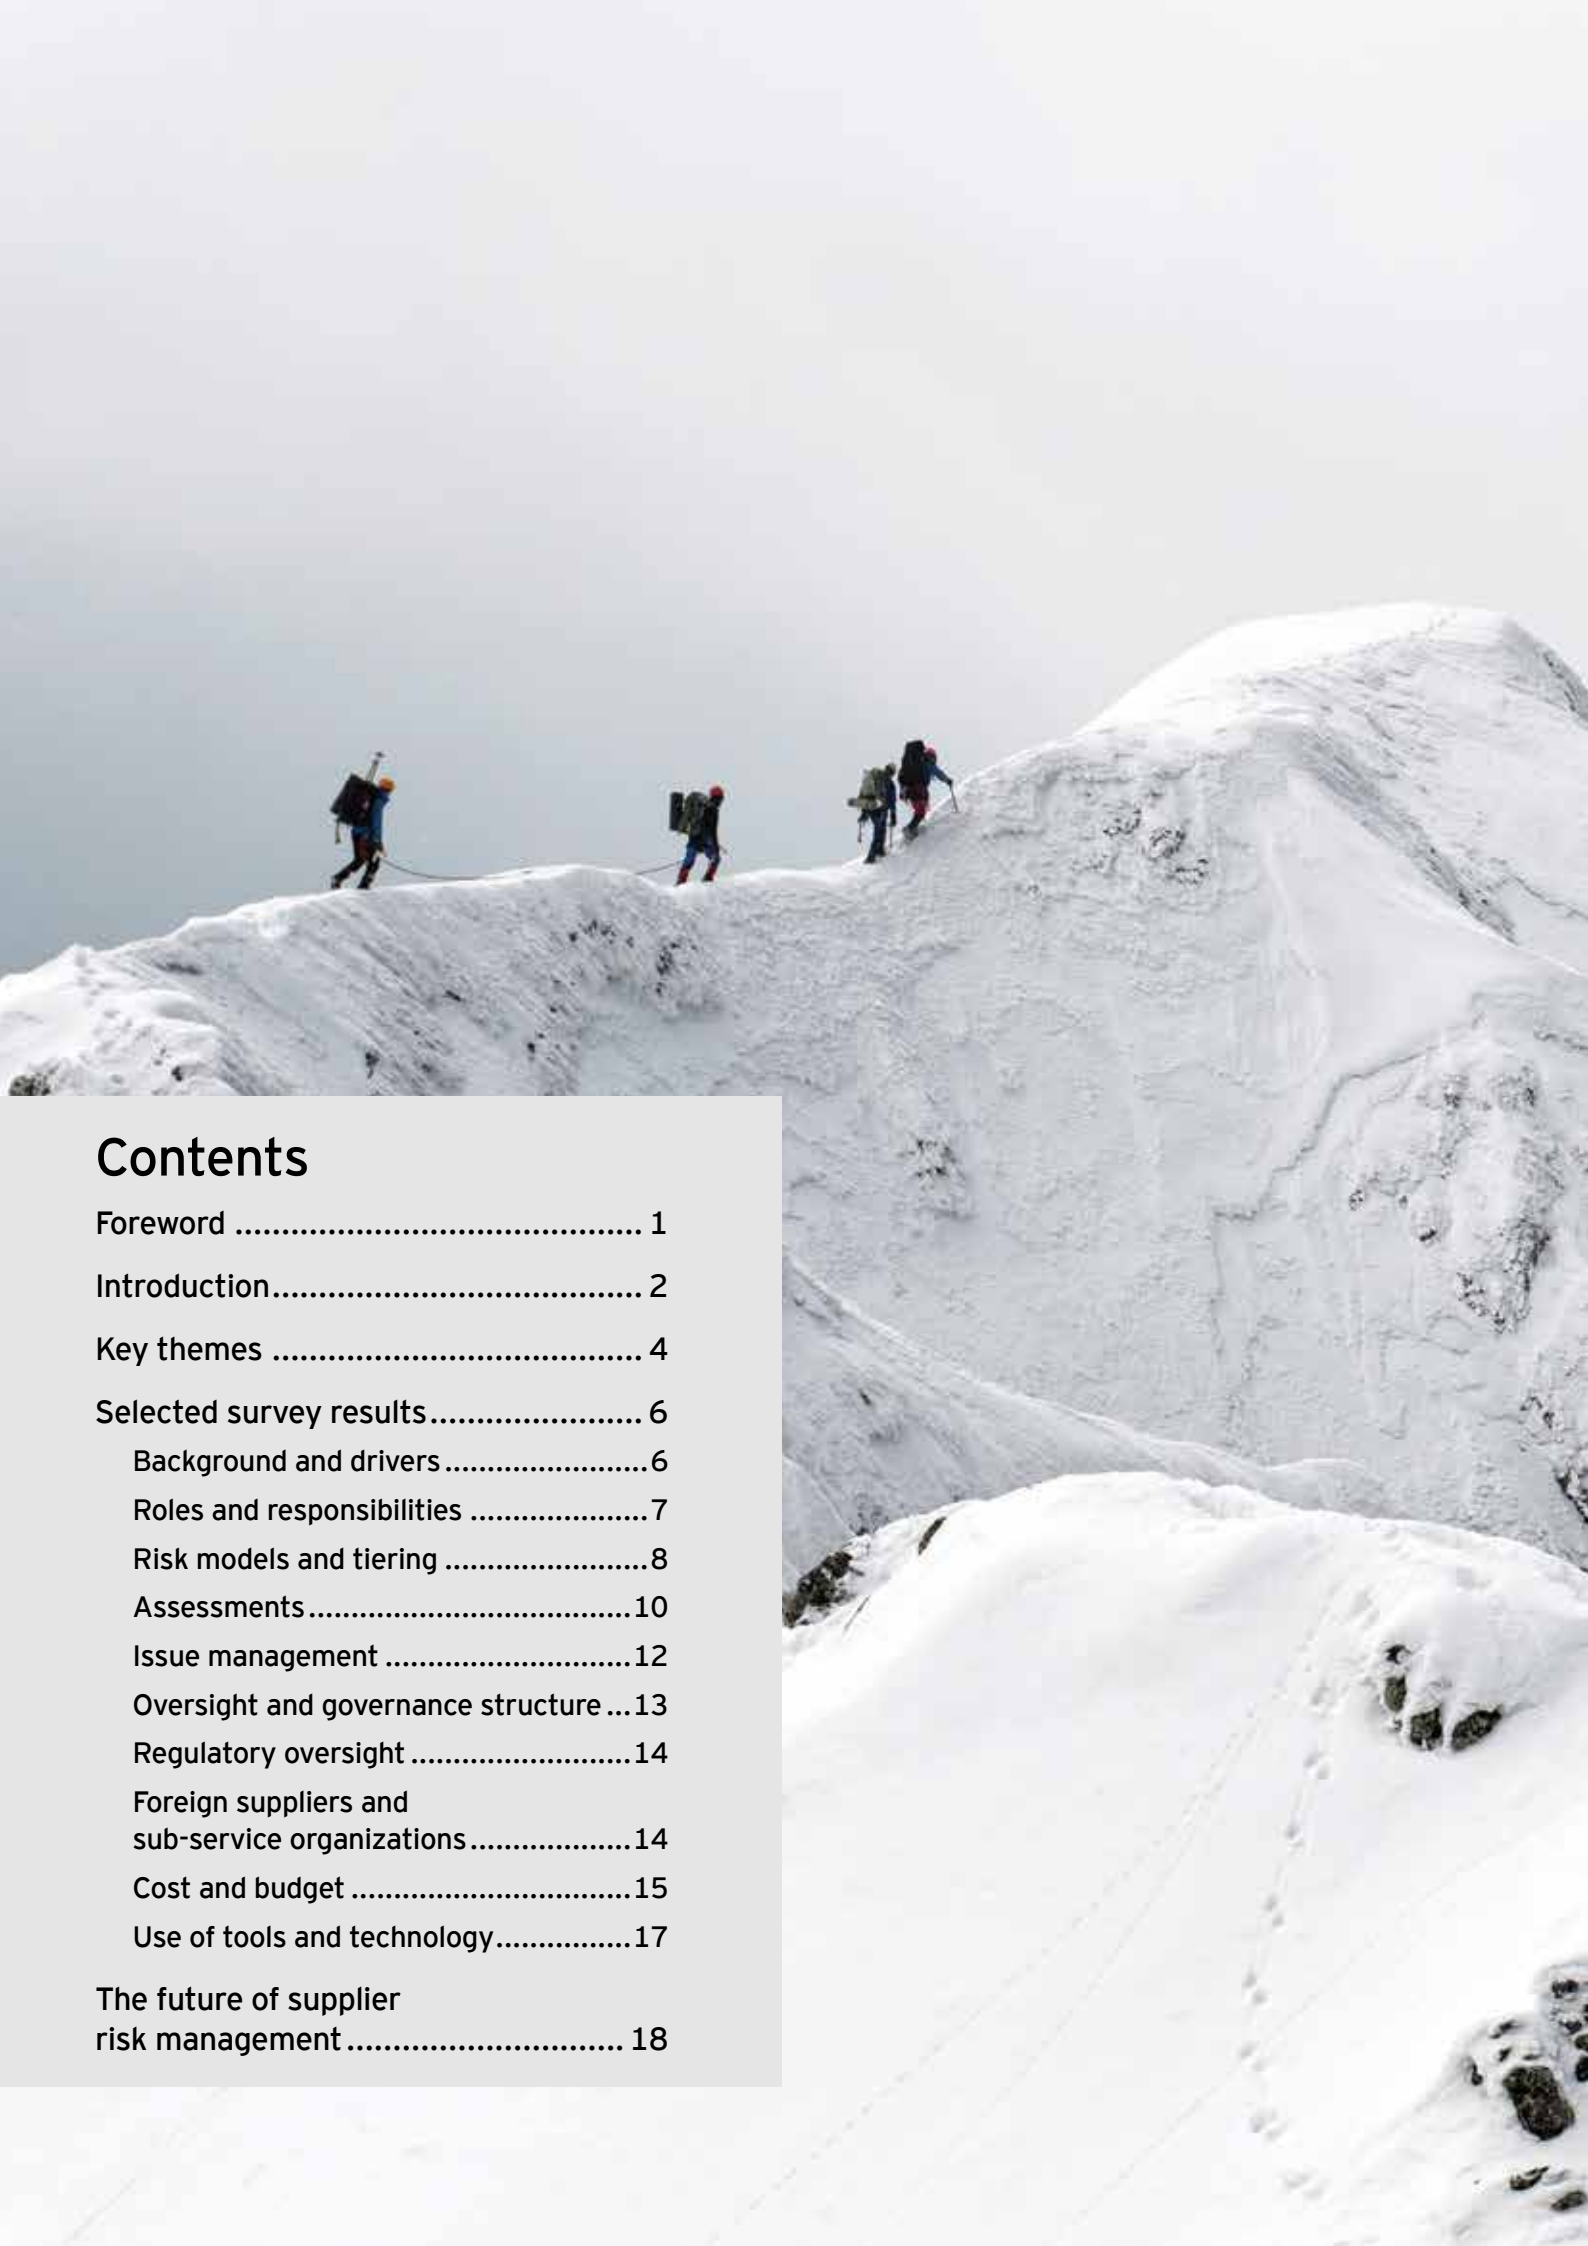 Contents
Foreword ............................................ 1
Introduction........................................ 2
Key themes ........................................ 4
Selected survey results....................... 6
Background and drivers........................6
Roles and responsibilities .....................7
Risk models and tiering ........................8
Assessments......................................10
Issue management .............................12
Oversight and governance structure...13
Regulatory oversight ..........................14
Foreign suppliers and
sub-service organizations...................14
Cost and budget .................................15
Use of tools and technology................17
The future of supplier
risk management.............................. 18